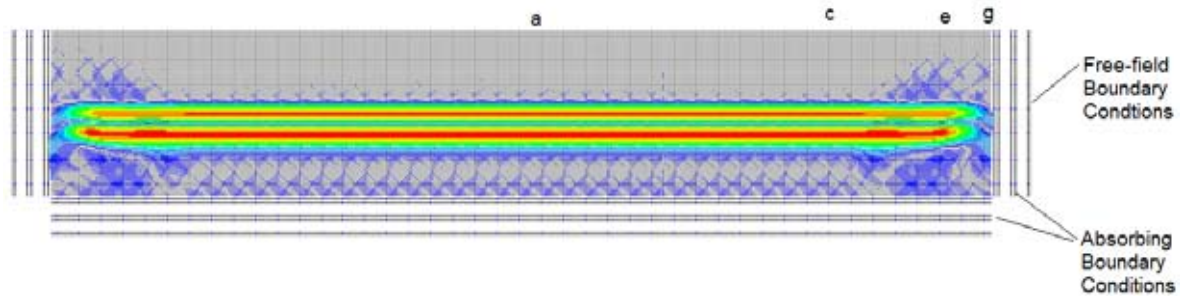 a c e g
Free-field
Boundary
Condtions
Absorbing
Boundary
Conditions